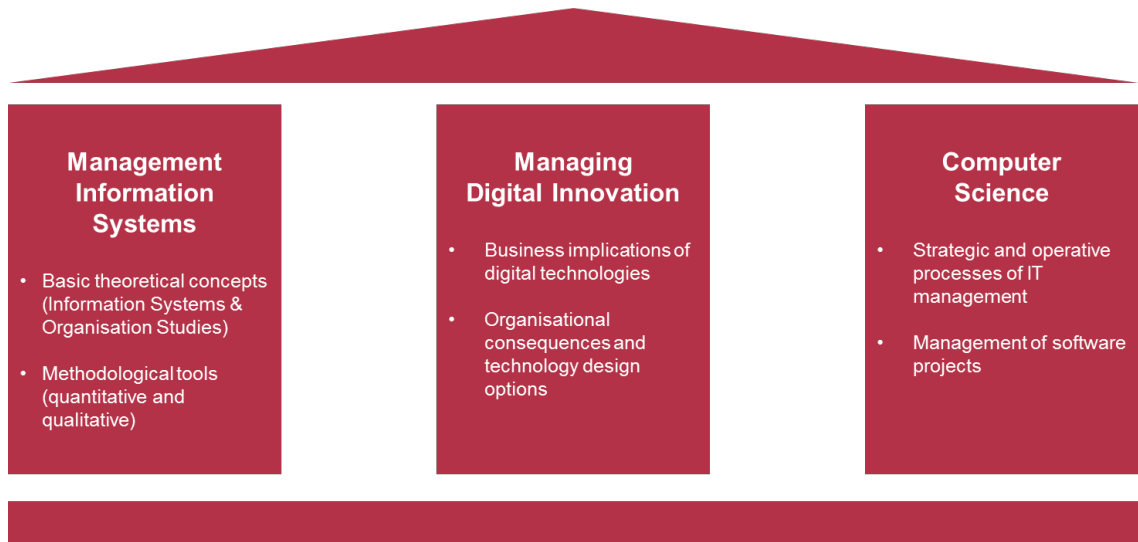 Management
Information
Systems
• Basic theoretical concepts
(Information Systems &
Organisation Studies)
• Methodological tools
(quantitative and
qualitative)
Managing
Digital Innovation
• Business implications of
digital technologies
• Organisational
consequences and
technology design
options
Computer
Science
• Strategic and operative
processes of IT
management
• Management of software
projects